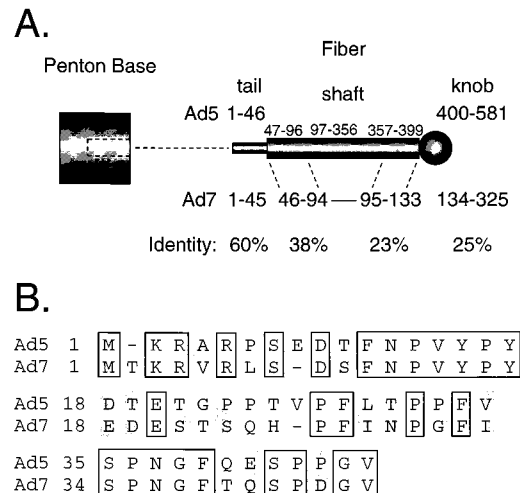 A.
Fiber
Penton Base
tail shaft knob
Ad5 1-46 400-581
47-96 97-356 357-399
Ad7 1-45 46-94 95-133 134-325
Identity: 60% 38% 23% 25%
B.
Ad5 1 M - K R A R P S E D T F N P V Y P Y
Ad7 1 M T K R V R L S - D S F N P V Y P Y
Ad5 18 D T E T G P P T V P F L T P P F V
Ad7 18 E D E S T S Q H - P F I N P G F I
Ad5 35 S P N G F Q E S P P G V
Ad7 34 S P N G F T Q S P D G V